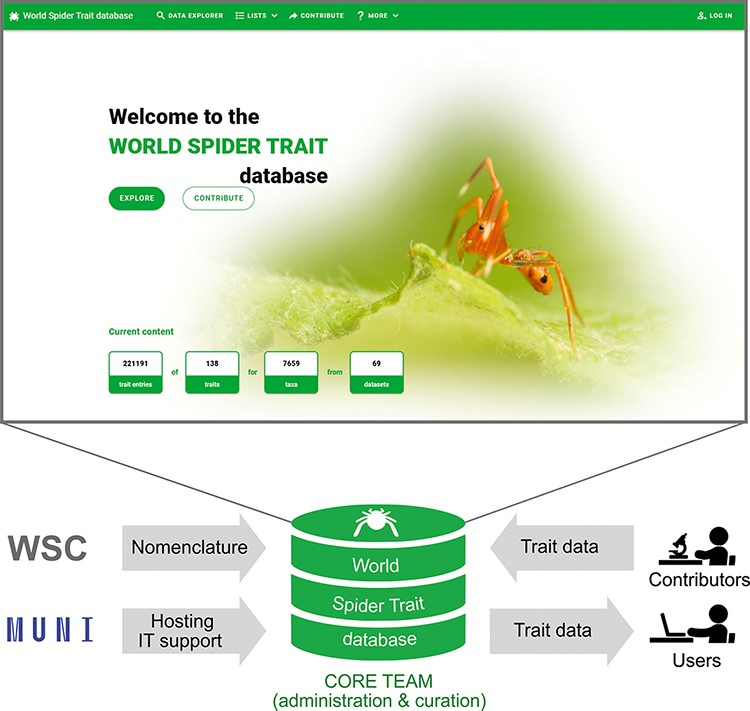 World Spider Trait database
DATA EXPLORER
LISTS
CONTRIBUTE
MORE
LOG IN
Welcome to the
WORLD SPIDER TRAIT
database
EXPLORE
CONTRIBUTE
Current content
221191
trait entries
of
138
traits
for
7659
taxa
from
69
datasets
WSC
Nomenclature
MUNI
Hosting
IT support
World
Spider Trait
database
CORE TEAM
(administration & curation)
Trait data
Contributors
Trait data
Users